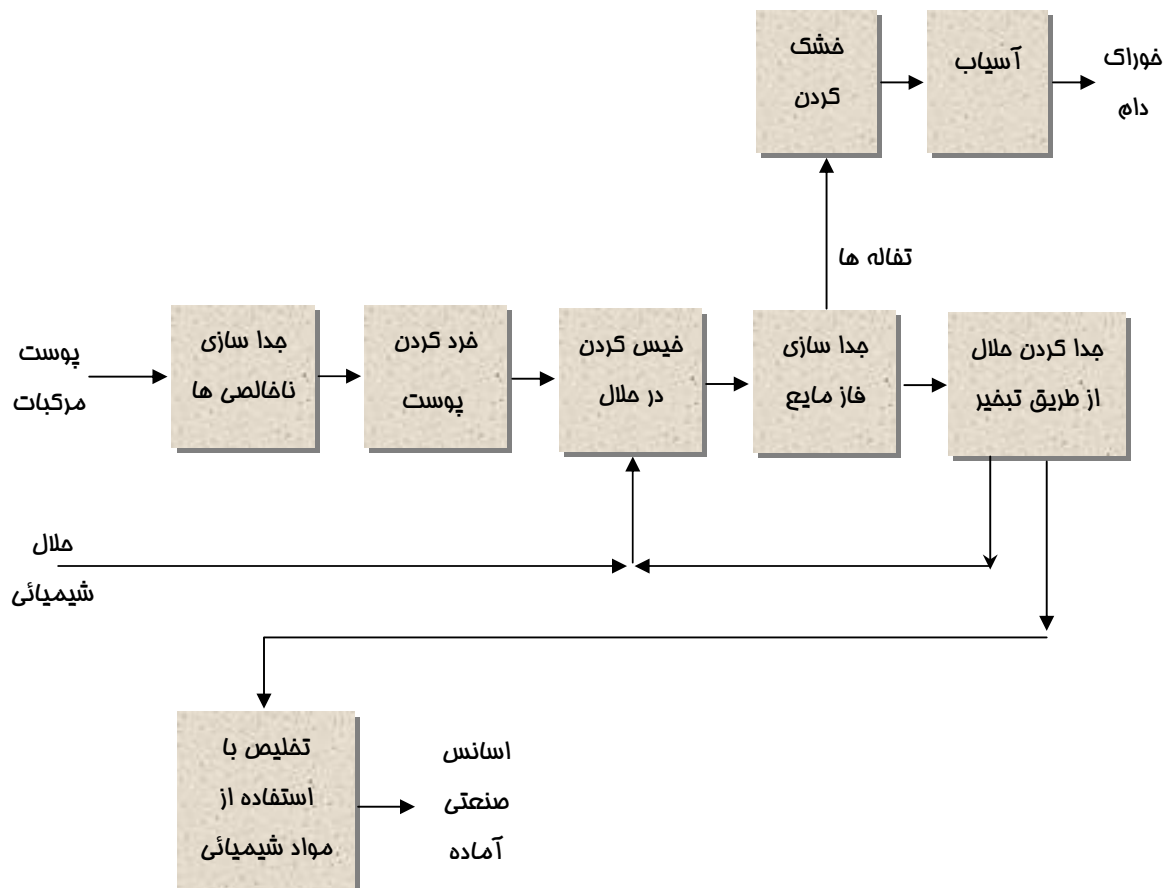 خشک
کردن
آسیاب
خوراک
دام
تفاله ها
پوست
مرکبات
جدا سازی
ناخالصی ها
خرد کردن
پوست
خیس کردن
در حلال
جدا سازی
فاز مایع
جدا کردن حلال
از طریق تبخیر
حلال
شیمیائی
تخلیص با
استفاده از
مواد شیمیائی
اسانس
صنعتی
آماده